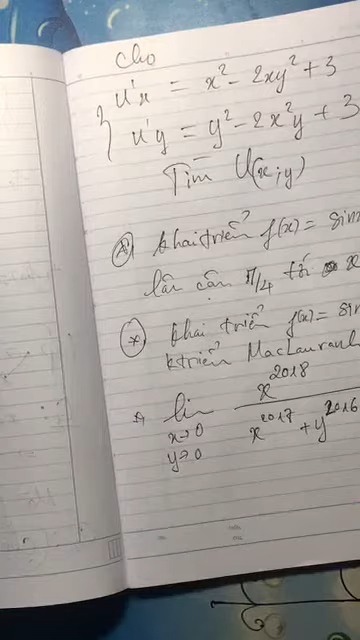 Cho
{ u'x = x² - 2xy² + 3
u'y = y² - 2x²y + 3
Tìm U(x,y)
(*) khai triển f(x) = sin
lân cận π/4 tới x
(*) khai triển f(x) = sin
ktriển MacLauranh
* lim x→0 y→0 x^2018 / x^2017 + y^2016